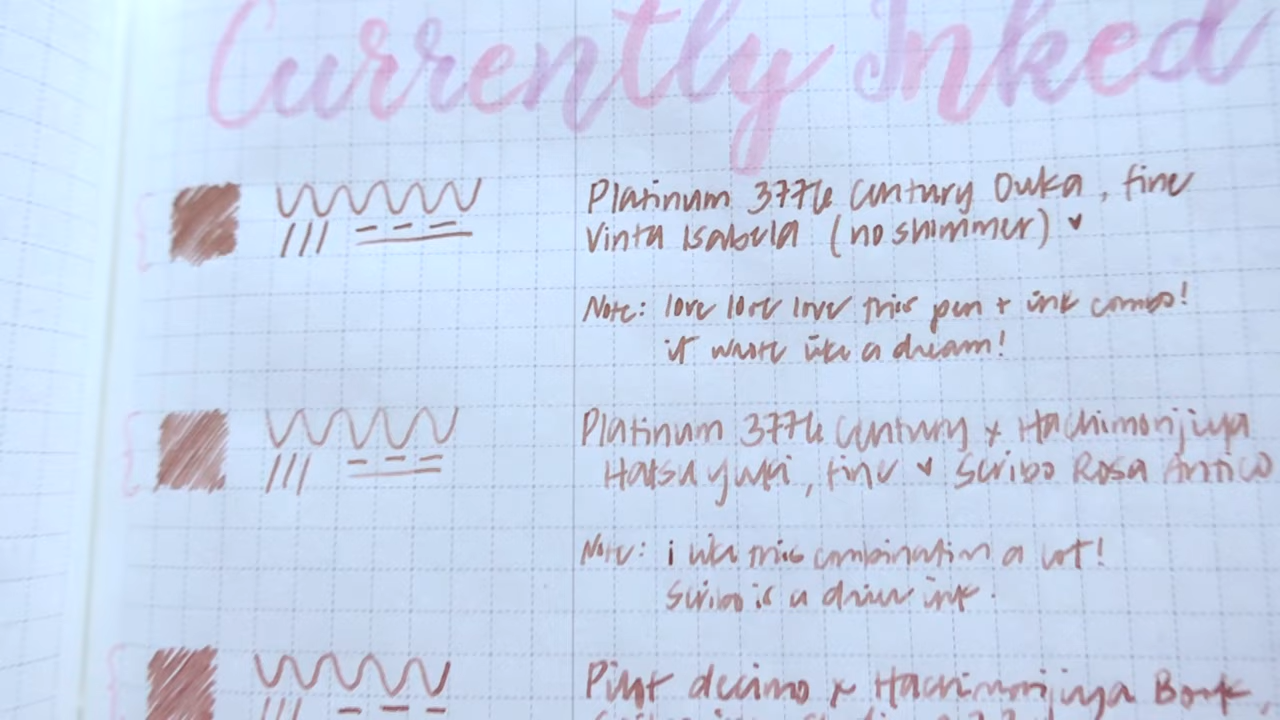 Currently Inked
Platinum 3776 Century Ouka, fine
Vinta Isabela (no shimmer)
Note: love love love this pen + ink combo!
it wrote like a dream!
Platinum 3776 Century x Hachimonjiya
Hatsuyuki, fine ♥ Scribo Rosa Antico
Note: i like this combination a lot!
Scribo is a drier ink.
Pilot decimo x Hachimonjiya